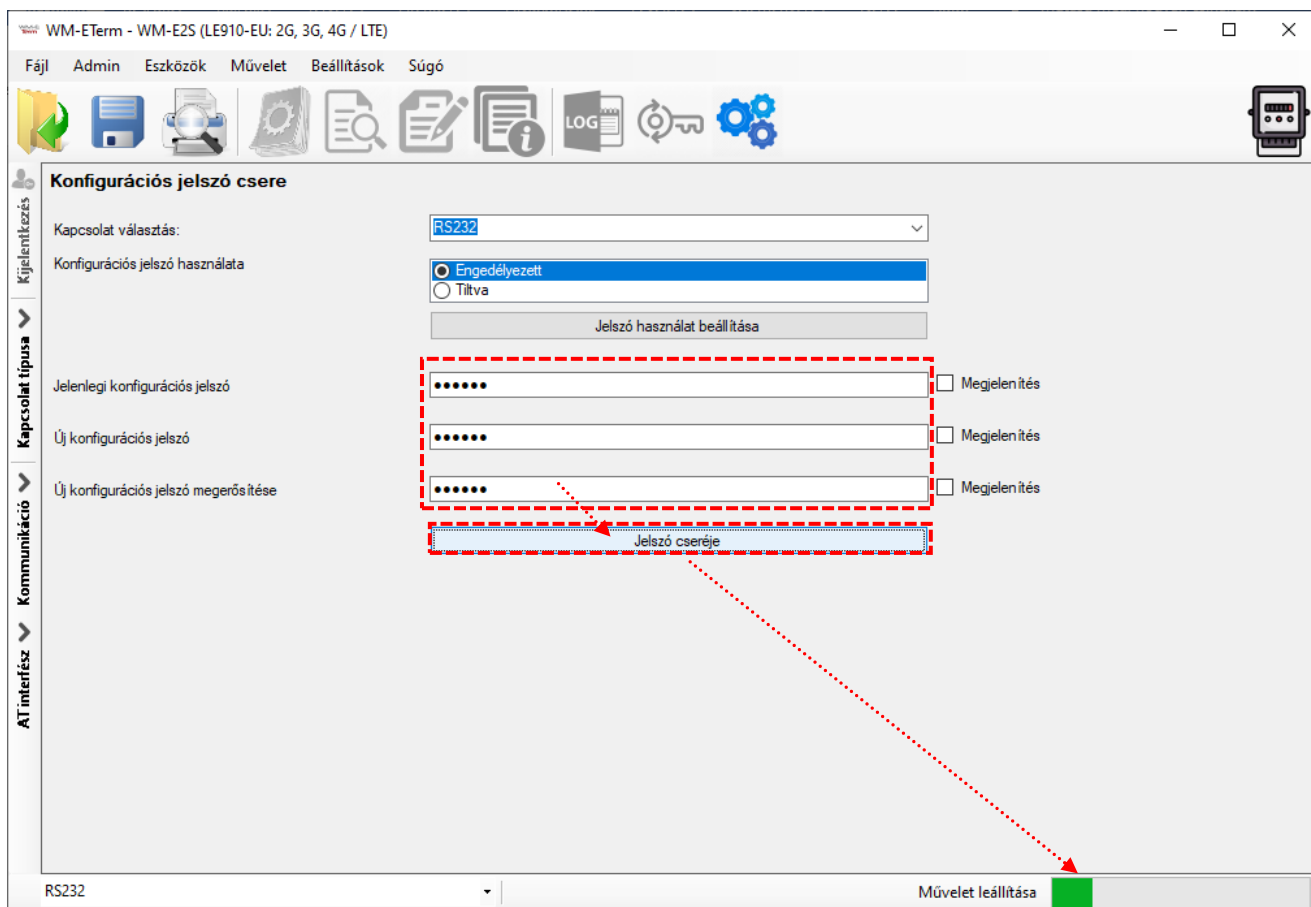 WM-ETerm - WM-E2S (LE910-EU: 2G, 3G, 4G / LTE)
Fájl Admin Eszközök Művelet Beállítások Súgó
LOG
Kijelentkezés
Kapcsolat típusa
Kommunikáció
AT interfész
Konfigurációs jelszó csere
Kapcsolat választás: RS232
Konfigurációs jelszó használata
Engedélyezett
Tiltva
Jelszó használat beállítása
Jelenlegi konfigurációs jelszó •••••• Megjelenítés
Új konfigurációs jelszó •••••• Megjelenítés
Új konfigurációs jelszó megerősítése •••••• Megjelenítés
Jelszó cseréje
RS232 Művelet leállítása